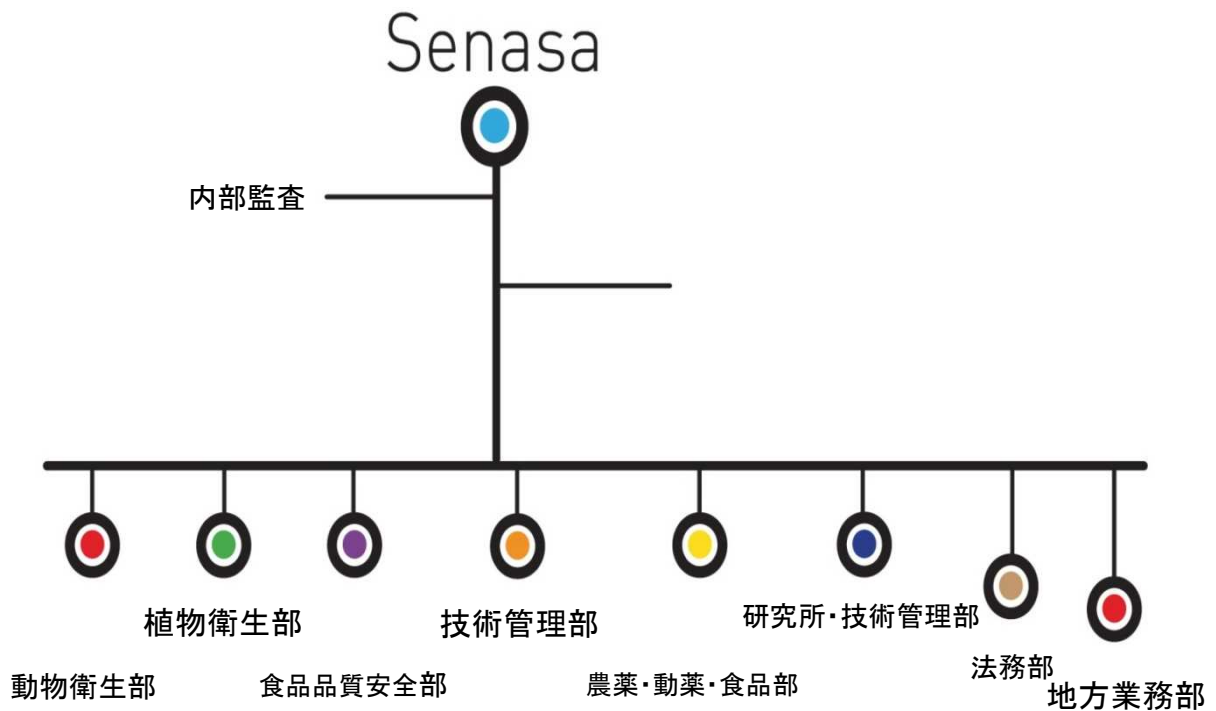 Senasa
内部監査
植物衛生部
技術管理部
研究所・技術管理部
動物衛生部
食品品質安全部
農薬・動薬・食品部
法務部
地方業務部